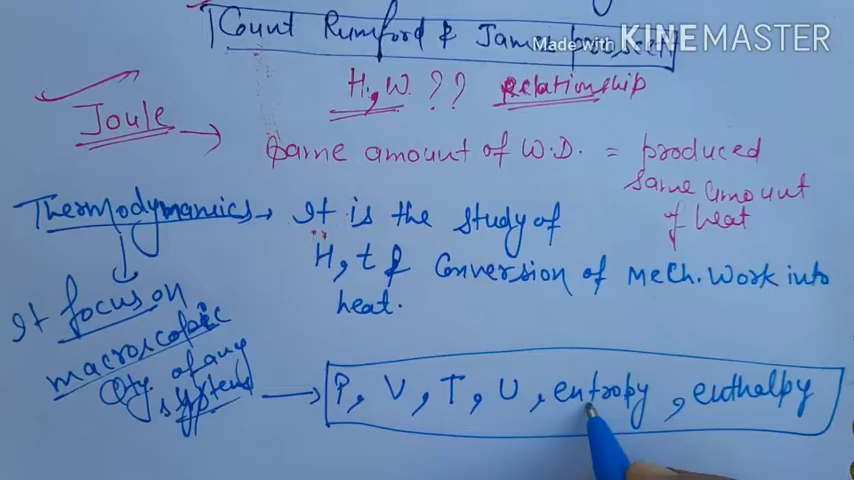 Count Rumford & James
Made with KINEMASTER
H, W. ?? Relationship
Joule →
Same amount of W.D. = produced
same amount
of heat
Thermodynamics → It is the study of
H, t & Conversion of Mech. Work into
heat.
It focus on
macroscopic
Qty. of any
system → P, V, T, U, entropy, enthalpy